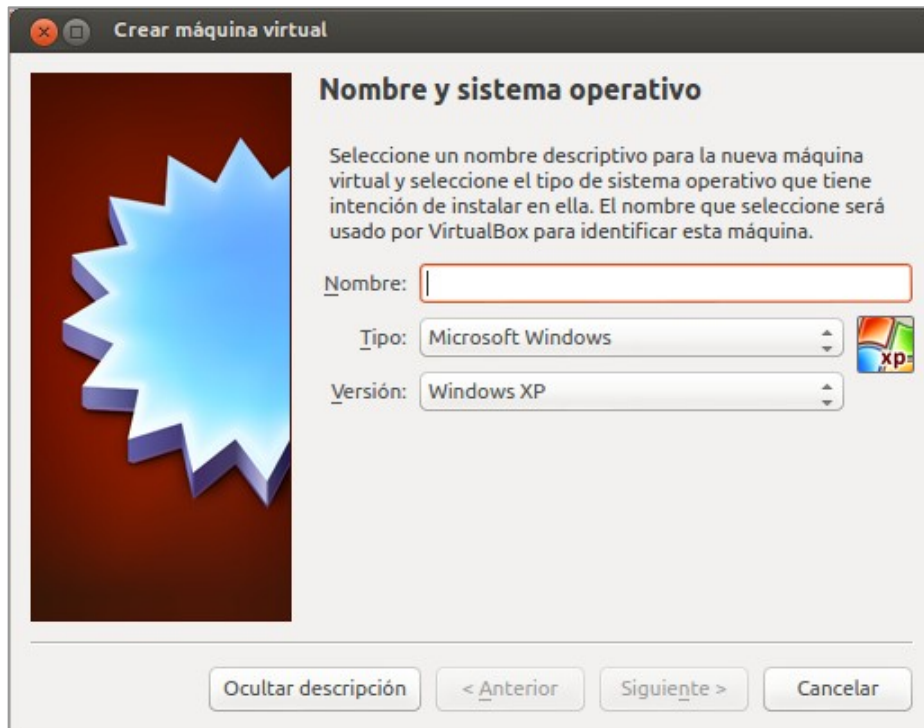 Crear máquina virtual
Nombre y sistema operativo
Seleccione un nombre descriptivo para la nueva máquina
virtual y seleccione el tipo de sistema operativo que tiene
intención de instalar en ella. El nombre que seleccione será
usado por VirtualBox para identificar esta máquina.
Nombre:
Tipo: Microsoft Windows
xp
Versión: Windows XP
Ocultar descripción < Anterior Siguiente > Cancelar